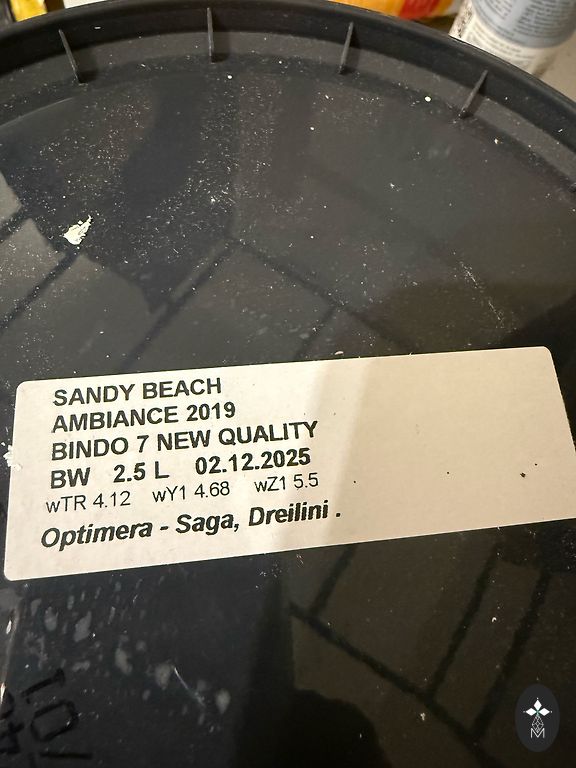 SANDY BEACH
AMBIANCE 2019
BINDO 7 NEW QUALITY
BW 2.5 L 02.12.2025
wTR 4.12 wY1 4.68 wZ1 5.5
Optimera - Saga, Dreilini .